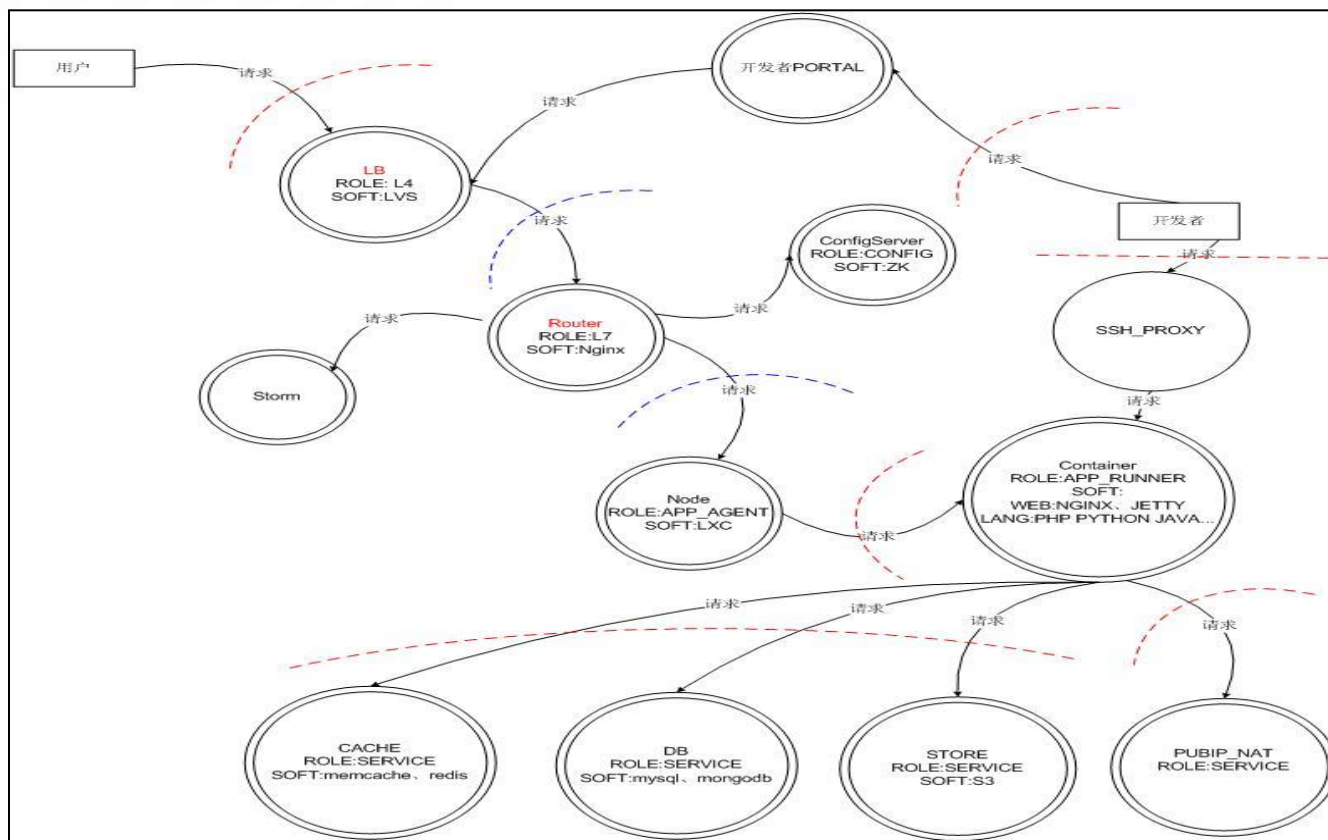 用户
请求
开发者PORTAL
请求
请求
LB
ROLE: L4
SOFT:LVS
请求
开发者
请求
ConfigServer
ROLE:CONFIG
SOFT:ZK
请求
请求
Router
ROLE:L7
SOFT:Nginx
SSH_PROXY
Storm
请求
请求
Container
ROLE:APP_RUNNER
SOFT:
WEB:NGINX、JETTY
LANG:PHP PYTHON JAVA...
Node
ROLE:APP_AGENT
SOFT:LXC
请求
请求
请求
请求
请求
CACHE
ROLE:SERVICE
SOFT:memcache、redis
DB
ROLE:SERVICE
SOFT:mysql、mongodb
STORE
ROLE:SERVICE
SOFT:S3
PUBIP_NAT
ROLE:SERVICE